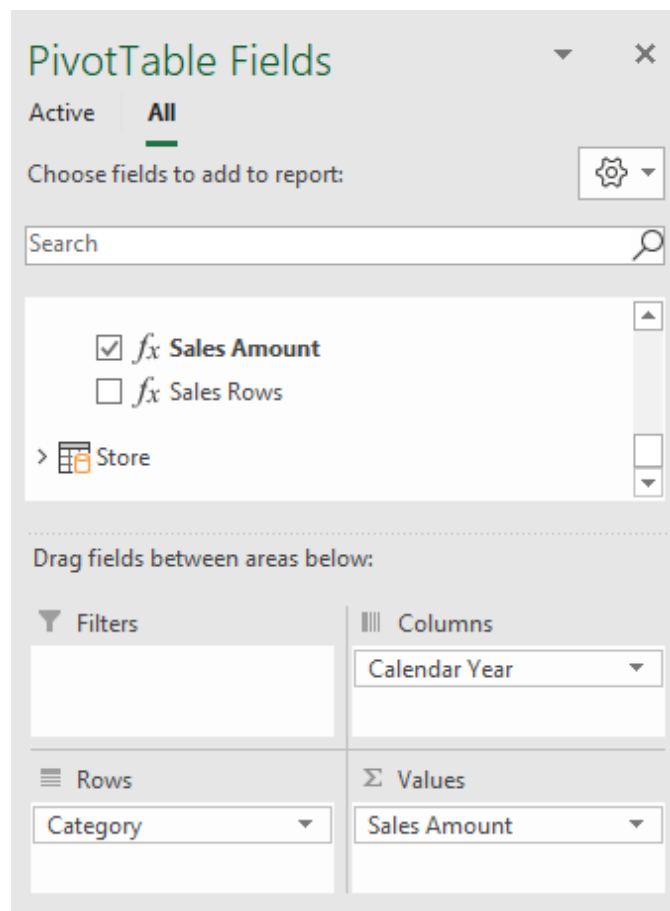 PivotTable Fields
Active All
Choose fields to add to report:
Search
fx Sales Amount
fx Sales Rows
Store
Drag fields between areas below:
Filters
Columns
Calendar Year
Rows
Category
Σ Values
Sales Amount